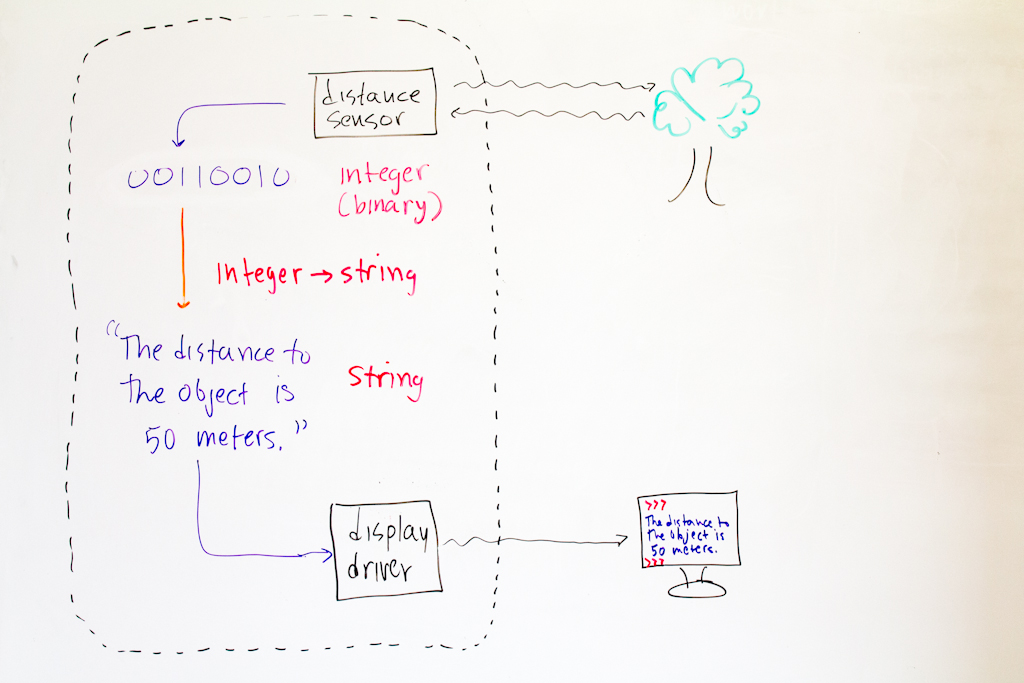 distance
sensor
00110010
integer
(binary)
Integer → string
"The distance to
the object is
50 meters."
string
display
driver
>>>
The distance to
the object is
50 meters.
>>>